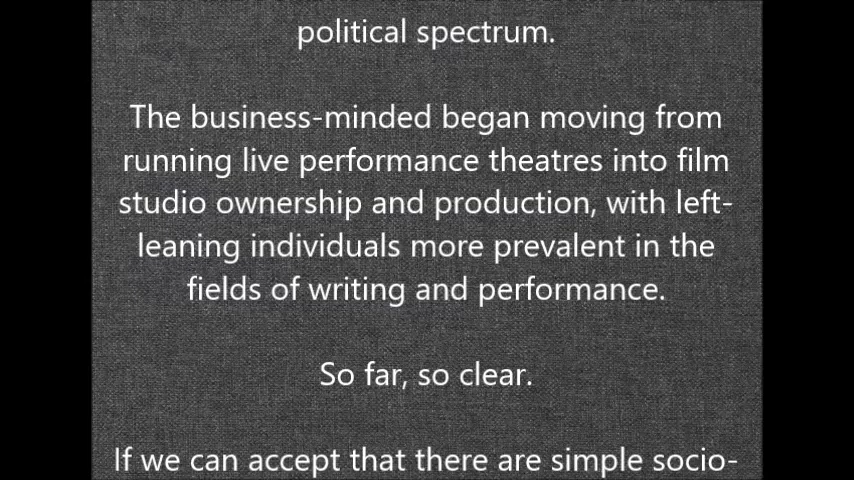 political spectrum.
The business-minded began moving from
running live performance theatres into film
studio ownership and production, with left-
leaning individuals more prevalent in the
fields of writing and performance.
So far, so clear.
If we can accept that there are simple socio-